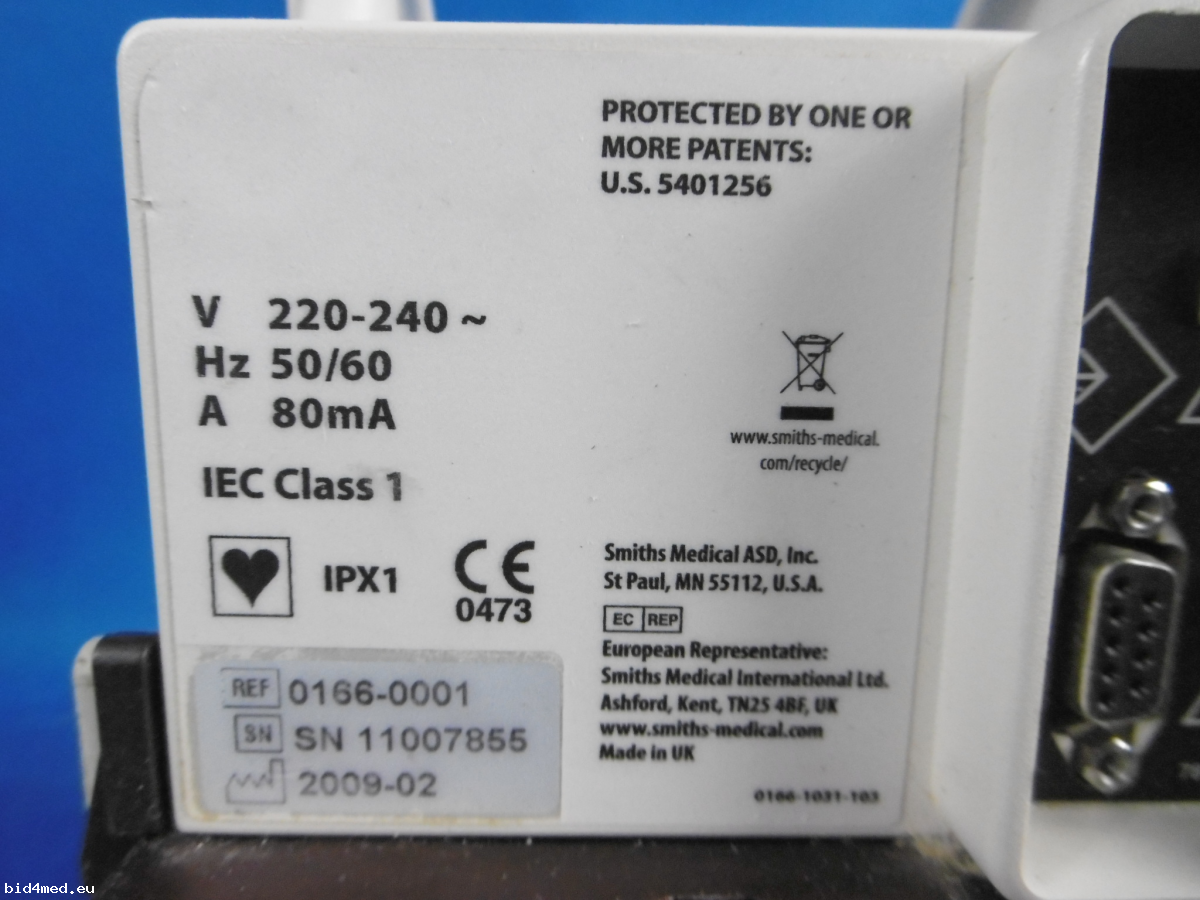 PROTECTED BY ONE OR
MORE PATENTS:
U.S. 5401256
V 220-240 ~
Hz 50/60
A 80mA
IEC Class 1
www.smiths-medical.
com/recycle/
IPX1
CE
0473
Smiths Medical ASD, Inc.
St Paul, MN 55112, U.S.A.
EC REP
European Representative:
Smiths Medical International Ltd.
Ashford, Kent, TN25 4BF, UK
www.smiths-medical.com
Made in UK
0166-1031-103
REF 0166-0001
SN SN 11007855
2009-02
bid4med.eu